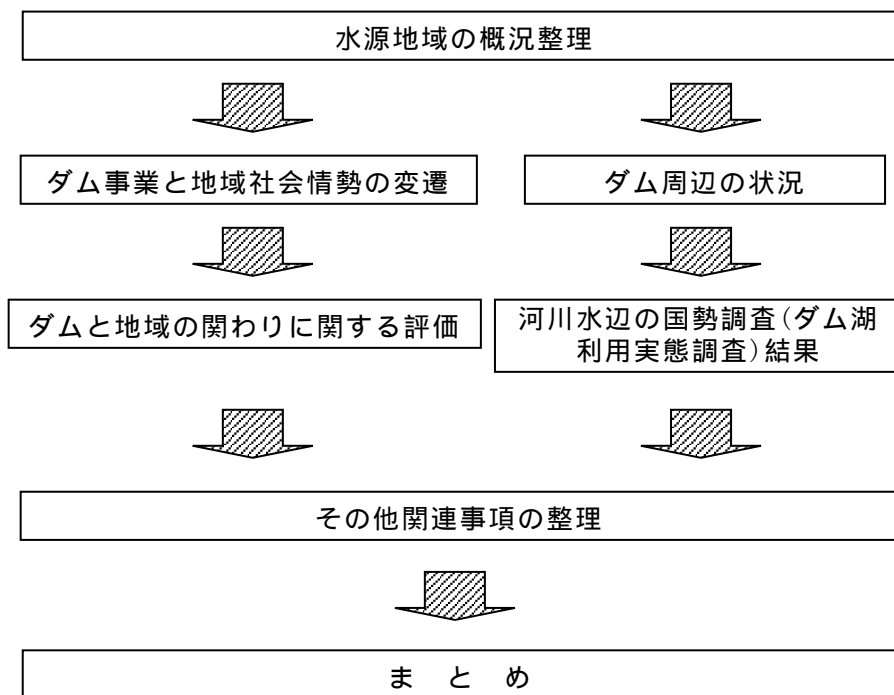 水源地域の概況整理
ダム事業と地域社会情勢の変遷
ダム周辺の状況
ダムと地域の関わりに関する評価
河川水辺の国勢調査(ダム湖
利用実態調査)結果
その他関連事項の整理
ま と め